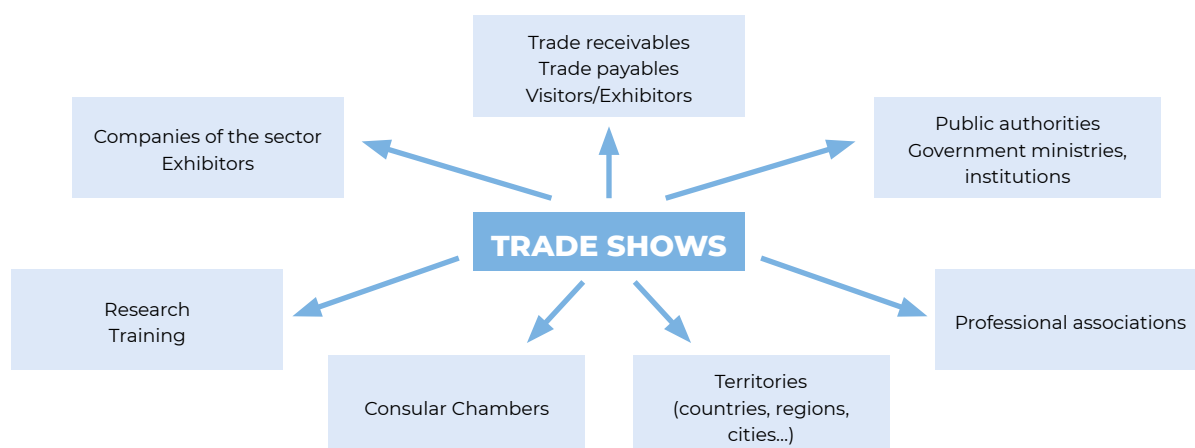 Trade receivables
Trade payables
Visitors/Exhibitors
Companies of the sector
Exhibitors
Public authorities
Government ministries,
institutions
TRADE SHOWS
Research
Training
Professional associations
Consular Chambers
Territories
(countries, regions,
cities...)